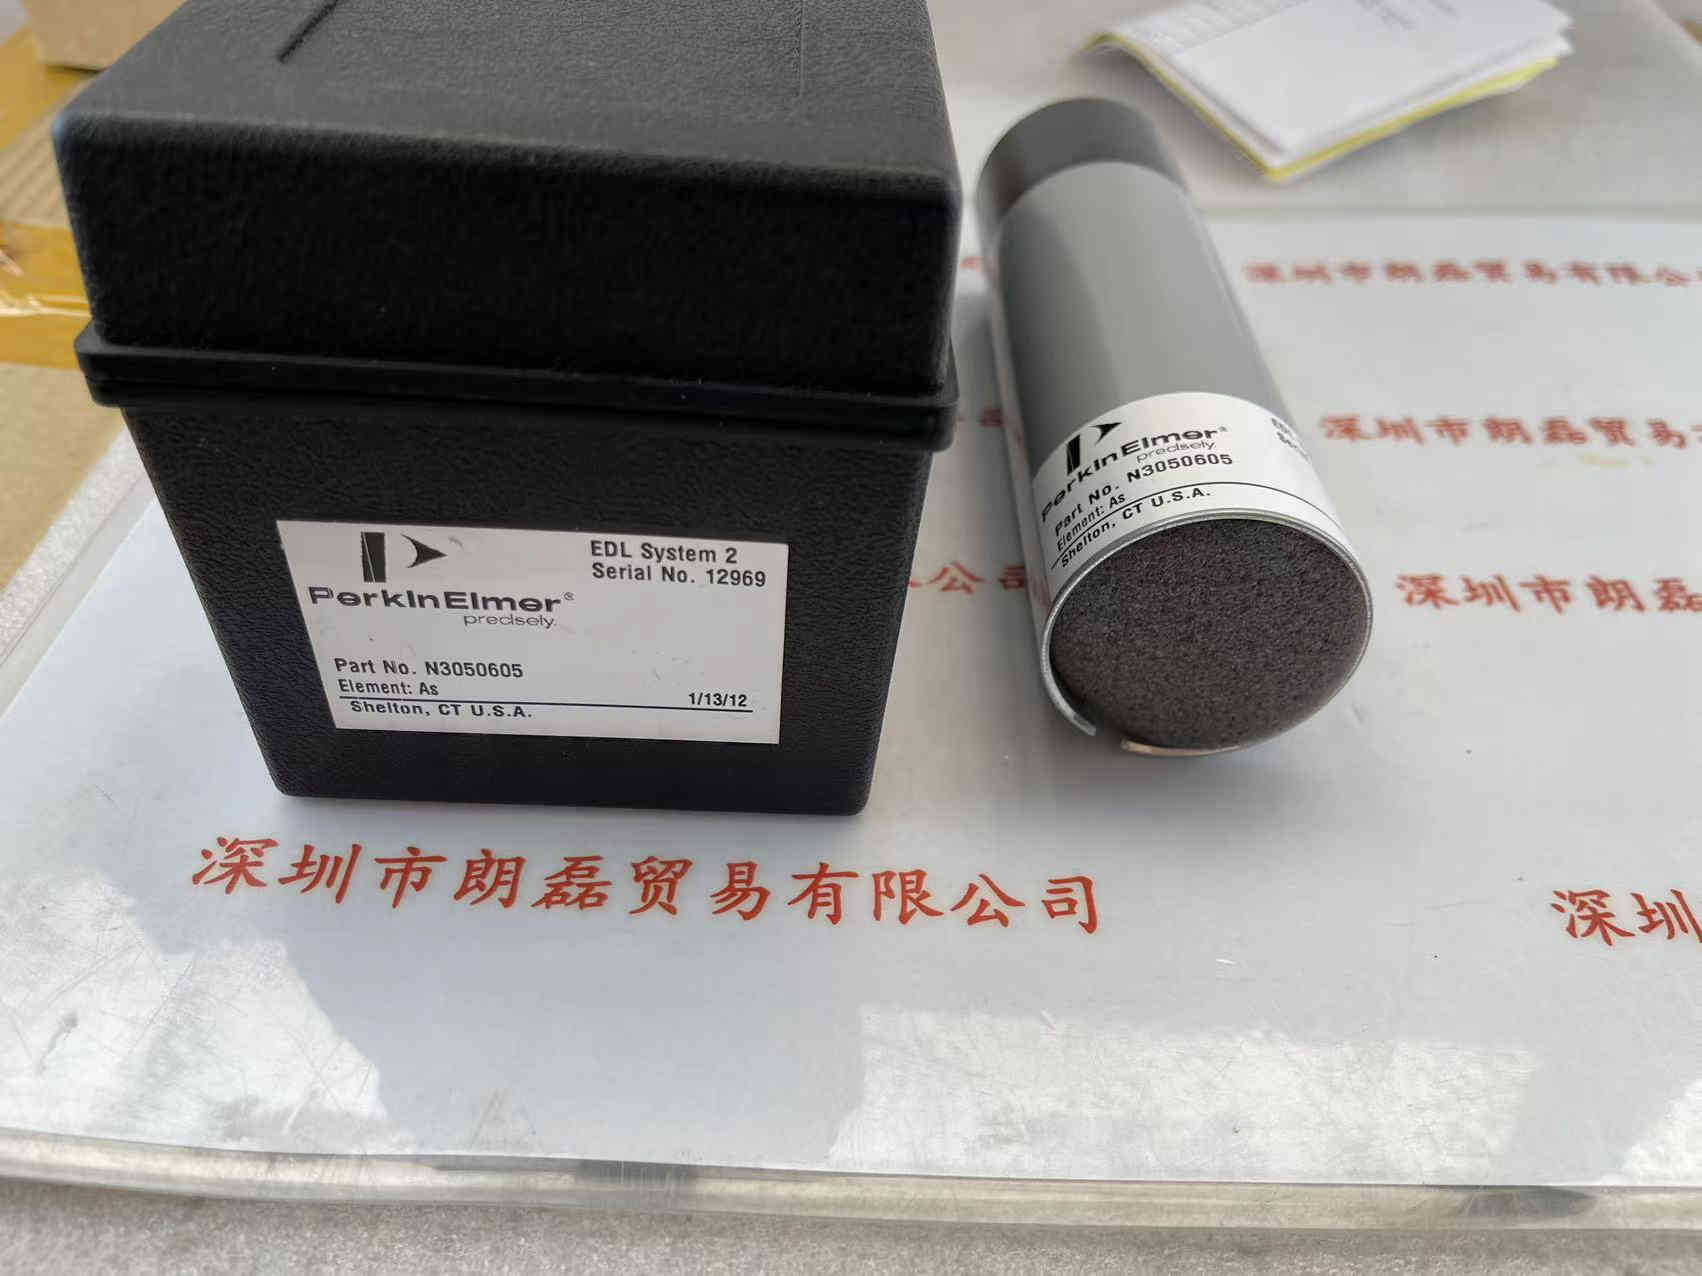 EDL System 2
Serial No. 12969
PerkinElmer®
precisely.
Part No. N3050605
Element: As
1/13/12
Shelton, CT U.S.A.
PerkinElmer®
precisely.
Part No. N3050605
Element: As
Shelton, CT U.S.A.
深圳市朗磊贸易有限公
深圳市朗磊贸易
公司
深圳市朗磊
深圳市朗磊贸易有限公司
深圳